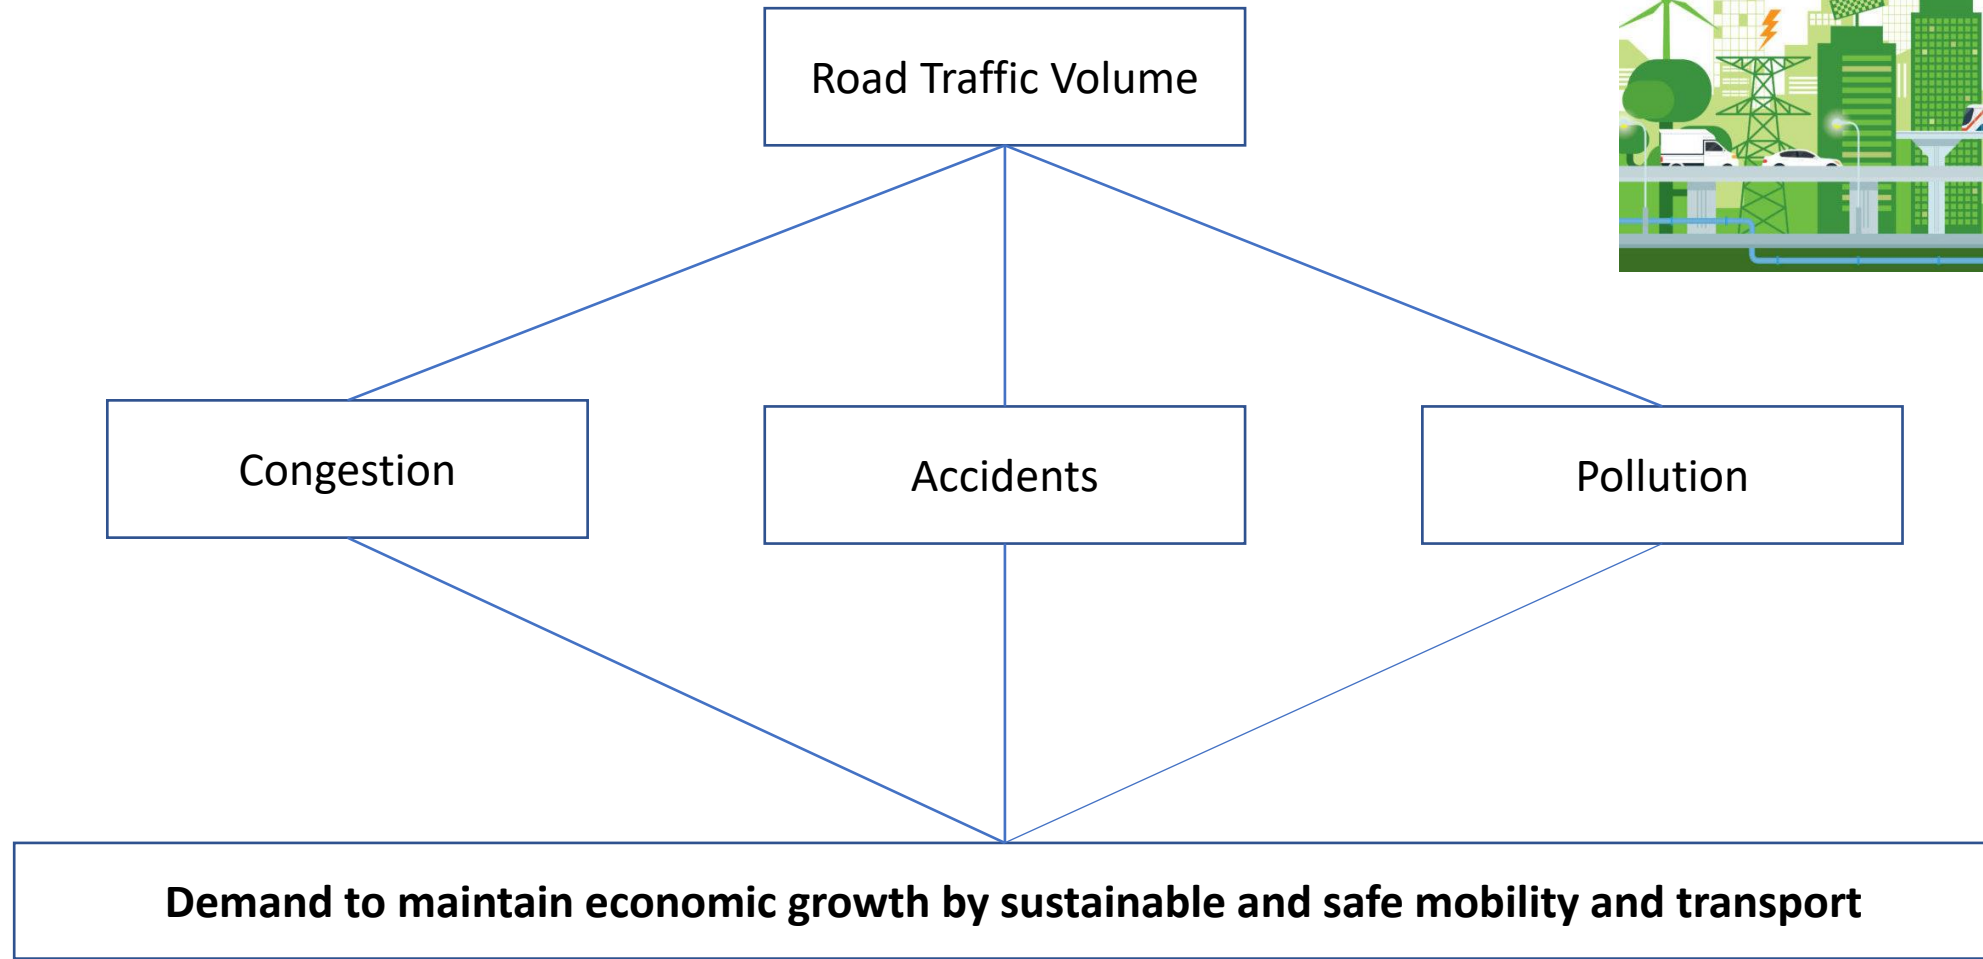 Road Traffic Volume
Congestion
Accidents
Pollution
Demand to maintain economic growth by sustainable and safe mobility and transport